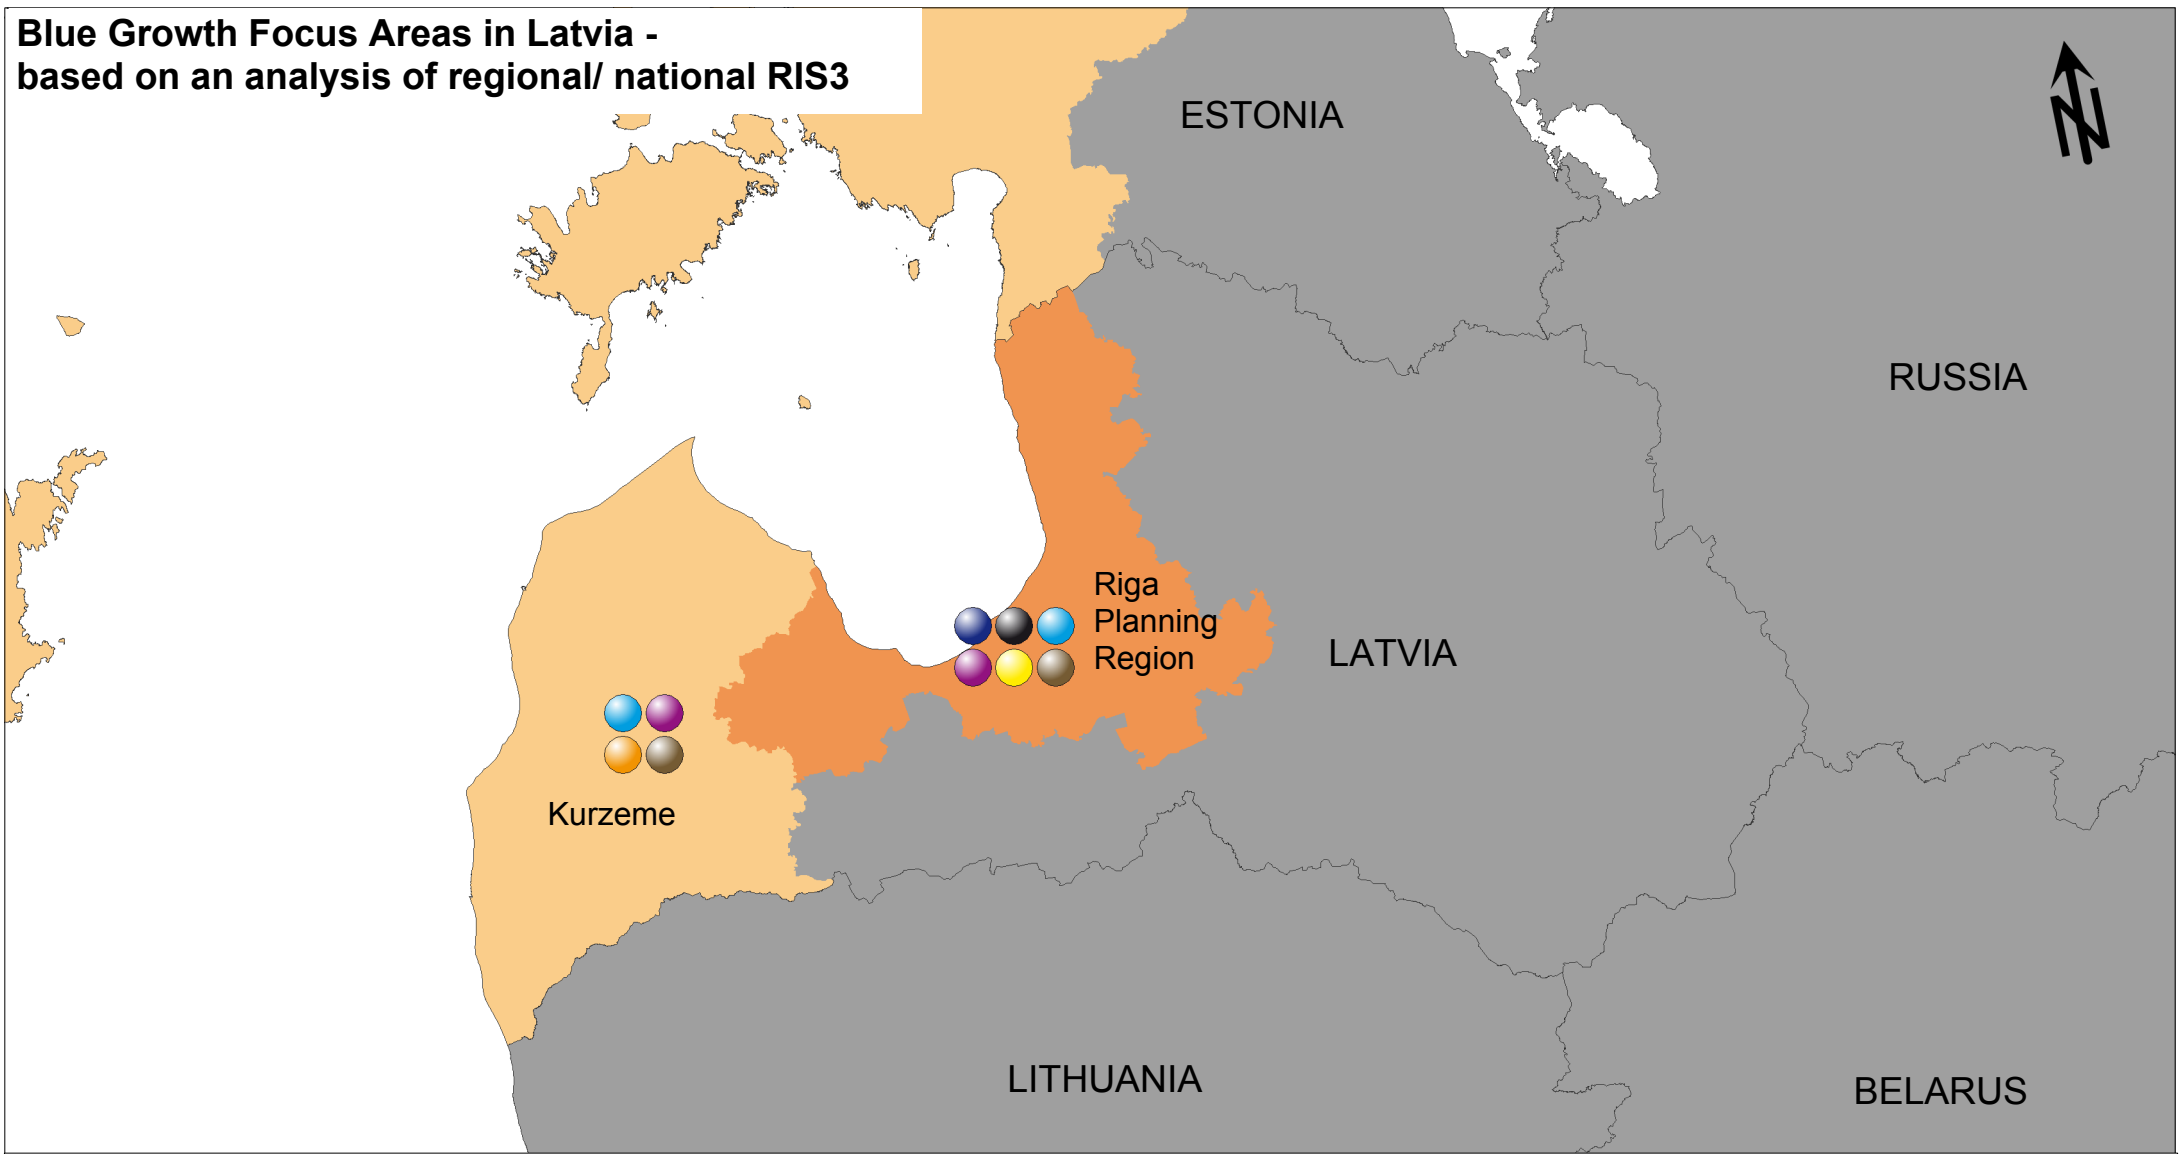 Blue Growth Focus Areas in Latvia -
based on an analysis of regional/ national RIS3
ESTONIA
N
RUSSIA
Riga
Planning
Region
LATVIA
Kurzeme
LITHUANIA
BELARUS